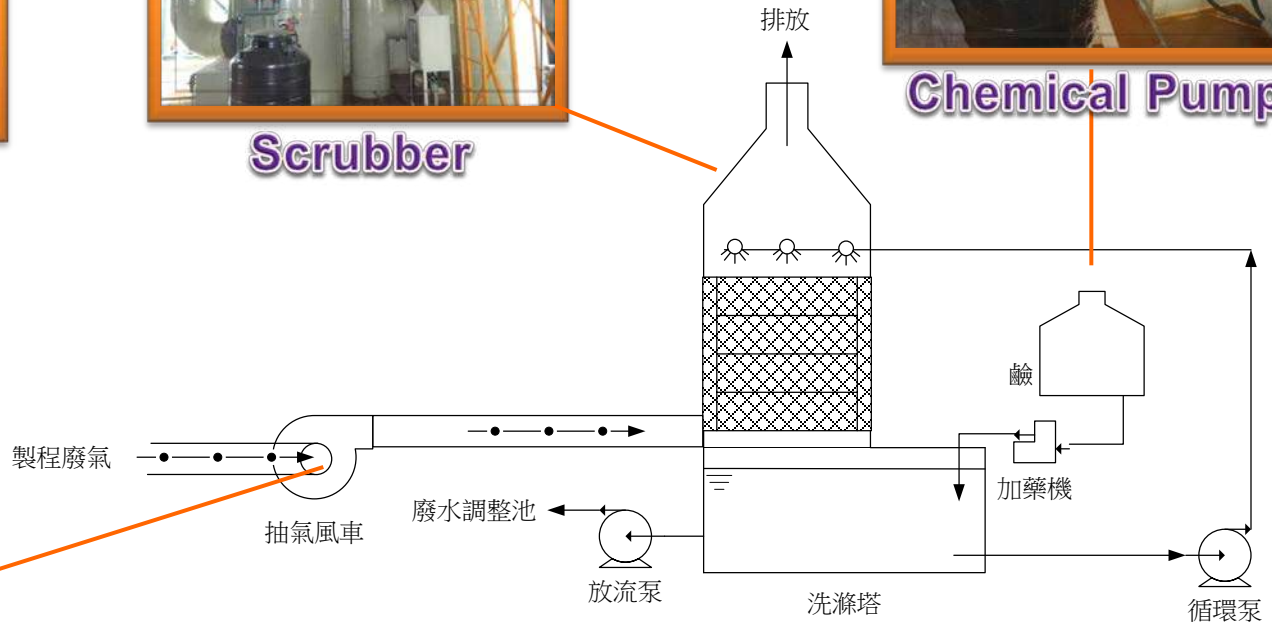 排放
Chemical Pump
Scrubber
鹼
製程廢氣
加藥機
廢水調整池
抽氣風車
放流泵
洗滌塔
循環泵